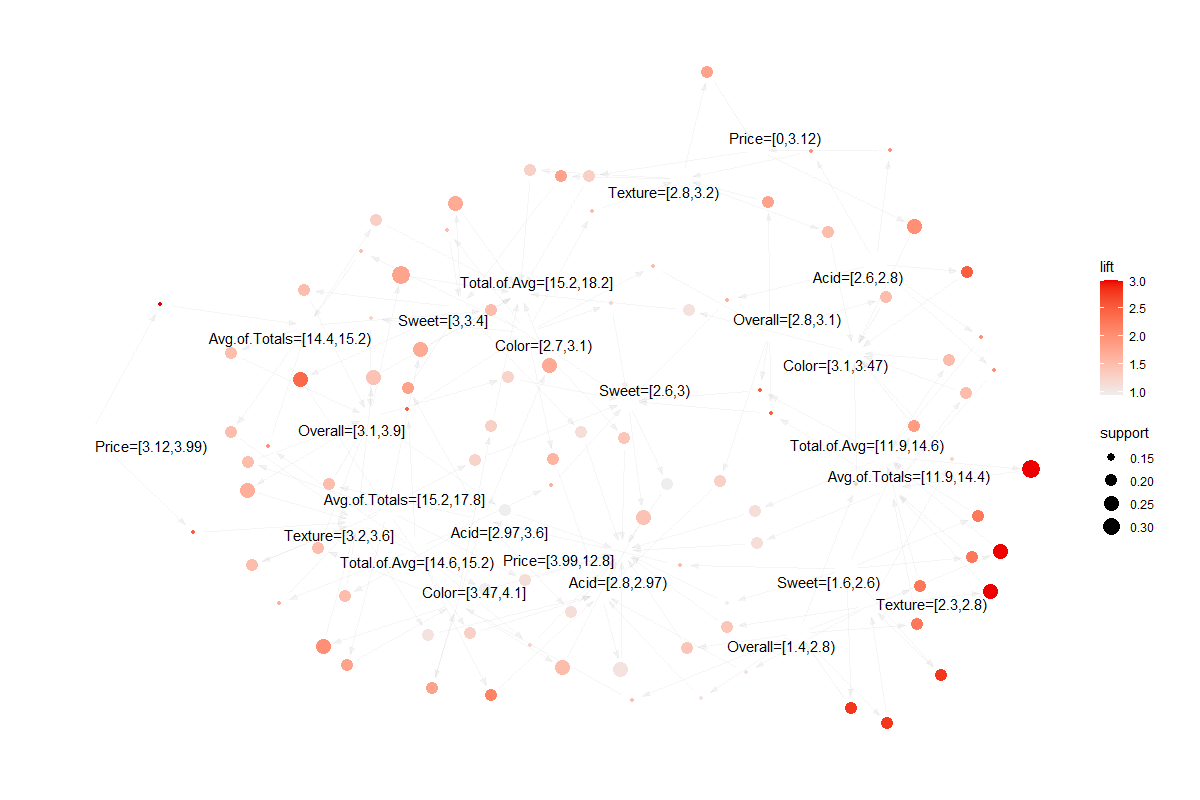 Price=[0,3.12)
Texture=[2.8,3.2)
Acid=[2.6,2.8)
Total.of.Avg=[15.2,18.2]
Overall=[2.8,3.1)
Sweet=[3,3.4]
Avg.of.Totals=[14.4,15.2)
Color=[2.7,3.1)
Color=[3.1,3.47)
Sweet=[2.6,3)
Overall=[3.1,3.9]
Price=[3.12,3.99)
Total.of.Avg=[11.9,14.6)
Avg.of.Totals=[11.9,14.4)
Avg.of.Totals=[15.2,17.8]
Texture=[3.2,3.6]
Acid=[2.97,3.6]
Total.of.Avg=[14.6,15.2)
Price=[3.99,12.8]
Acid=[2.8,2.97)
Sweet=[1.6,2.6)
Color=[3.47,4.1]
Texture=[2.3,2.8)
Overall=[1.4,2.8)
lift
3.0
2.5
2.0
1.5
1.0
support
0.15
0.20
0.25
0.30